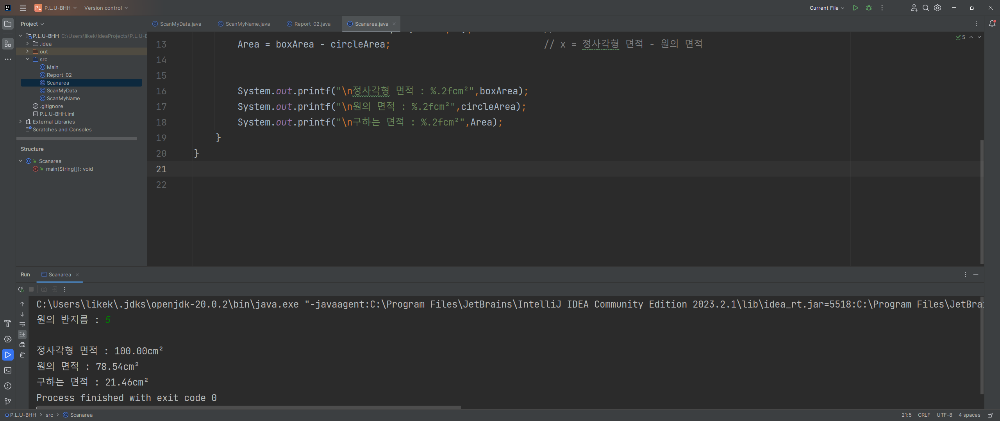 PL P.L.U-BHH Version control Current File
Project
ScanMyData.java ScanMyName.java Report_02.java Scanarea.java
P.L.U-BHH C:\Users\likek\IdeaProjects\P.L.U-B
.idea
out
src
Main
Report_02
Scanarea
ScanMyData
ScanMyName
.gitignore
P.L.U-BHH.iml
External Libraries
Scratches and Consoles
Structure
Scanarea
main(String[]): void
5
13 Area = boxArea - circleArea; // x = 정사각형 면적 - 원의 면적
14
15
16 System.out.printf("\n정사각형 면적 : %.2fcm²",boxArea);
17 System.out.printf("\n원의 면적 : %.2fcm²",circleArea);
18 System.out.printf("\n구하는 면적 : %.2fcm²",Area);
19 }
20 }
21
22
Run Scanarea
C:\Users\likek\.jdks\openjdk-20.0.2\bin\java.exe "-javaagent:C:\Program Files\JetBrains\IntelliJ IDEA Community Edition 2023.2.1\lib\idea_rt.jar=5518:C:\Program Files\JetBrai
원의 반지름 : 5
정사각형 면적 : 100.00cm²
원의 면적 : 78.54cm²
구하는 면적 : 21.46cm²
Process finished with exit code 0
P.L.U-BHH > src > Scanarea 21:5 CRLF UTF-8 4 spaces